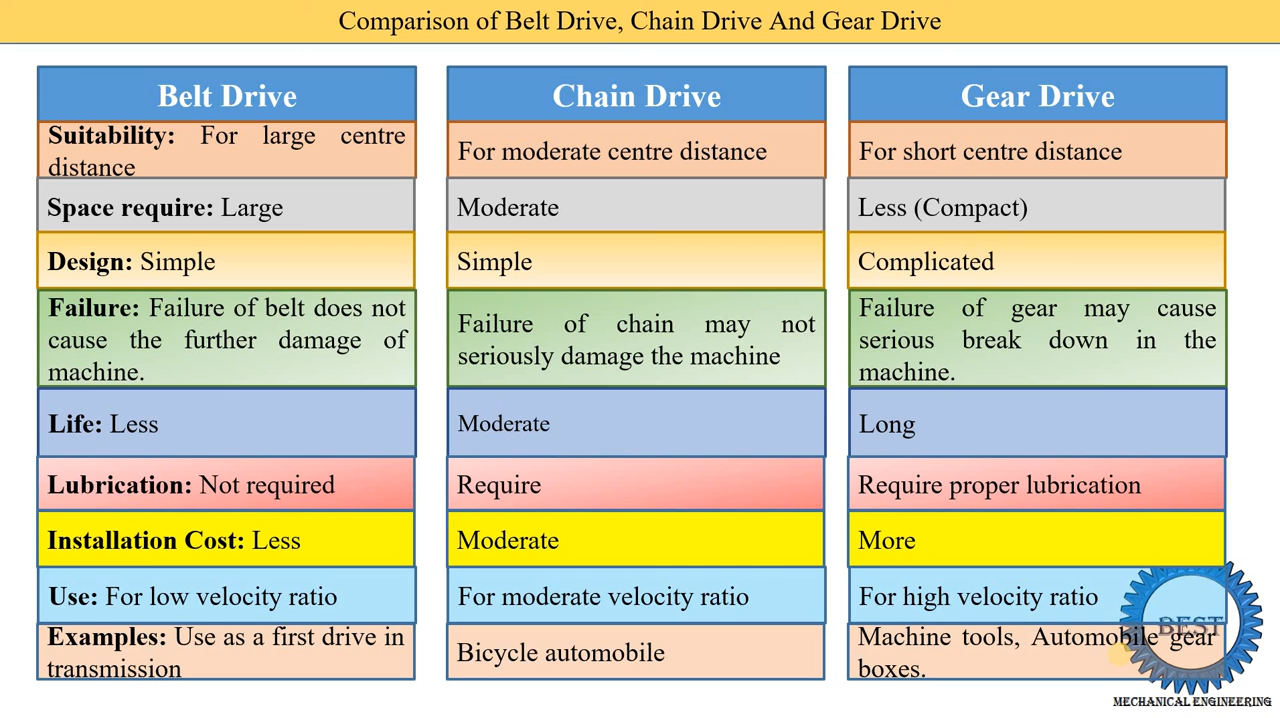 Comparison of Belt Drive, Chain Drive And Gear Drive
Belt Drive
Chain Drive
Gear Drive
Suitability: For large centre
distance
For moderate centre distance
For short centre distance
Space require: Large
Moderate
Less (Compact)
Design: Simple
Simple
Complicated
Failure: Failure of belt does not
cause the further damage of
machine.
Failure of chain may not
seriously damage the machine
Failure of gear may cause
serious break down in the
machine.
Life: Less
Moderate
Long
Lubrication: Not required
Require
Require proper lubrication
Installation Cost: Less
Moderate
More
Use: For low velocity ratio
For moderate velocity ratio
For high velocity ratio
Examples: Use as a first drive in
transmission
Bicycle automobile
Machine tools, Automobile gear
boxes.
BEST
MECHANICAL ENGINEERING